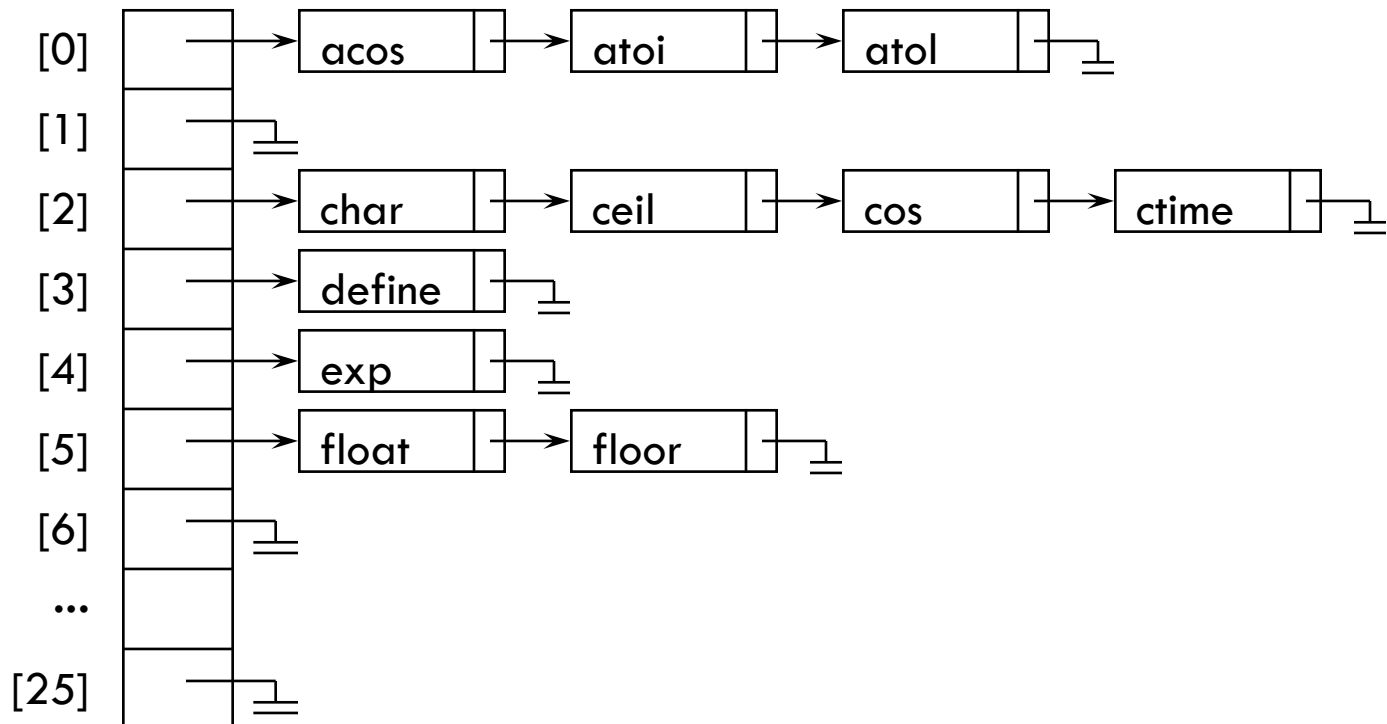 [0] acos atoi atol
[1]
[2] char ceil cos ctime
[3] define
[4] exp
[5] float floor
[6]
...
[25]